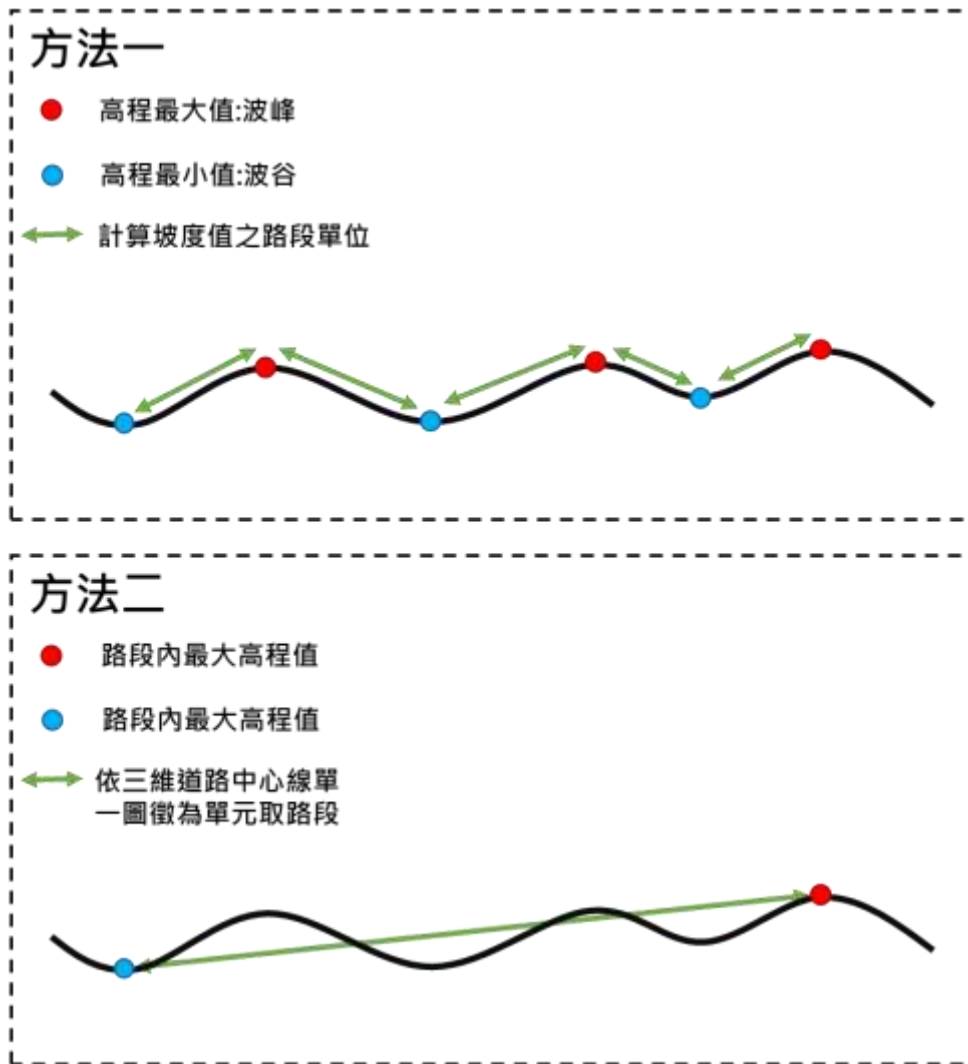 方法一
高程最大值:波峰
高程最小值:波谷
計算坡度值之路段單位
方法二
路段內最大高程值
路段內最大高程值
依三維道路中心線單
一圖徵為單元取路段